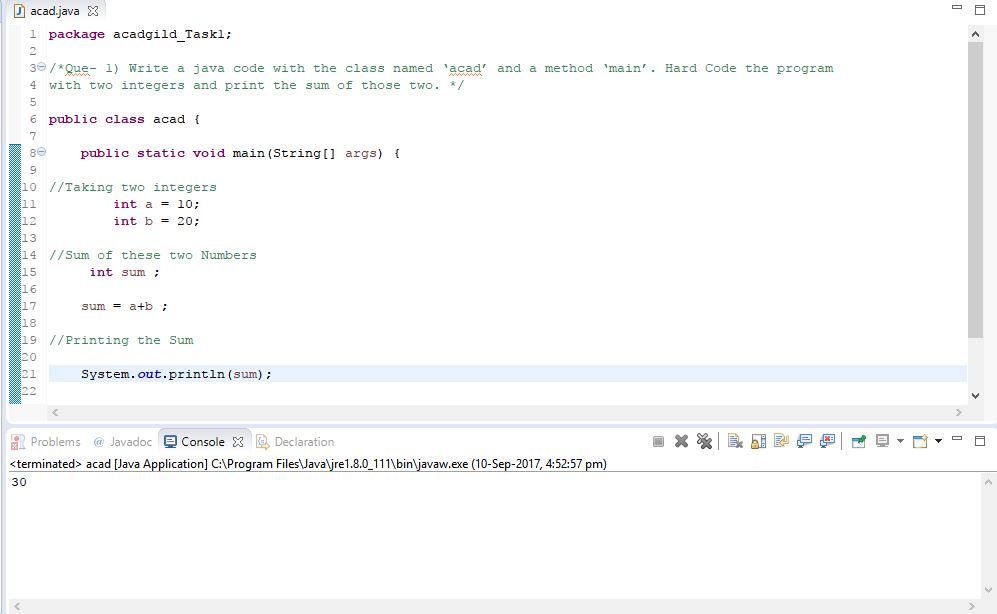 acad.java
1 package acadgild_Task1;
2
3 /*Que- 1) Write a java code with the class named ‘acad’ and a method ‘main’. Hard Code the program
4 with two integers and print the sum of those two. */
5
6 public class acad {
7
8 public static void main(String[] args) {
9
10 //Taking two integers
11 int a = 10;
12 int b = 20;
13
14 //Sum of these two Numbers
15 int sum ;
16
17 sum = a+b ;
18
19 //Printing the Sum
20
21 System.out.println(sum);
22
Problems @ Javadoc Console Declaration
<terminated> acad [Java Application] C:\Program Files\Java\jre1.8.0_111\bin\javaw.exe (10-Sep-2017, 4:52:57 pm)
30